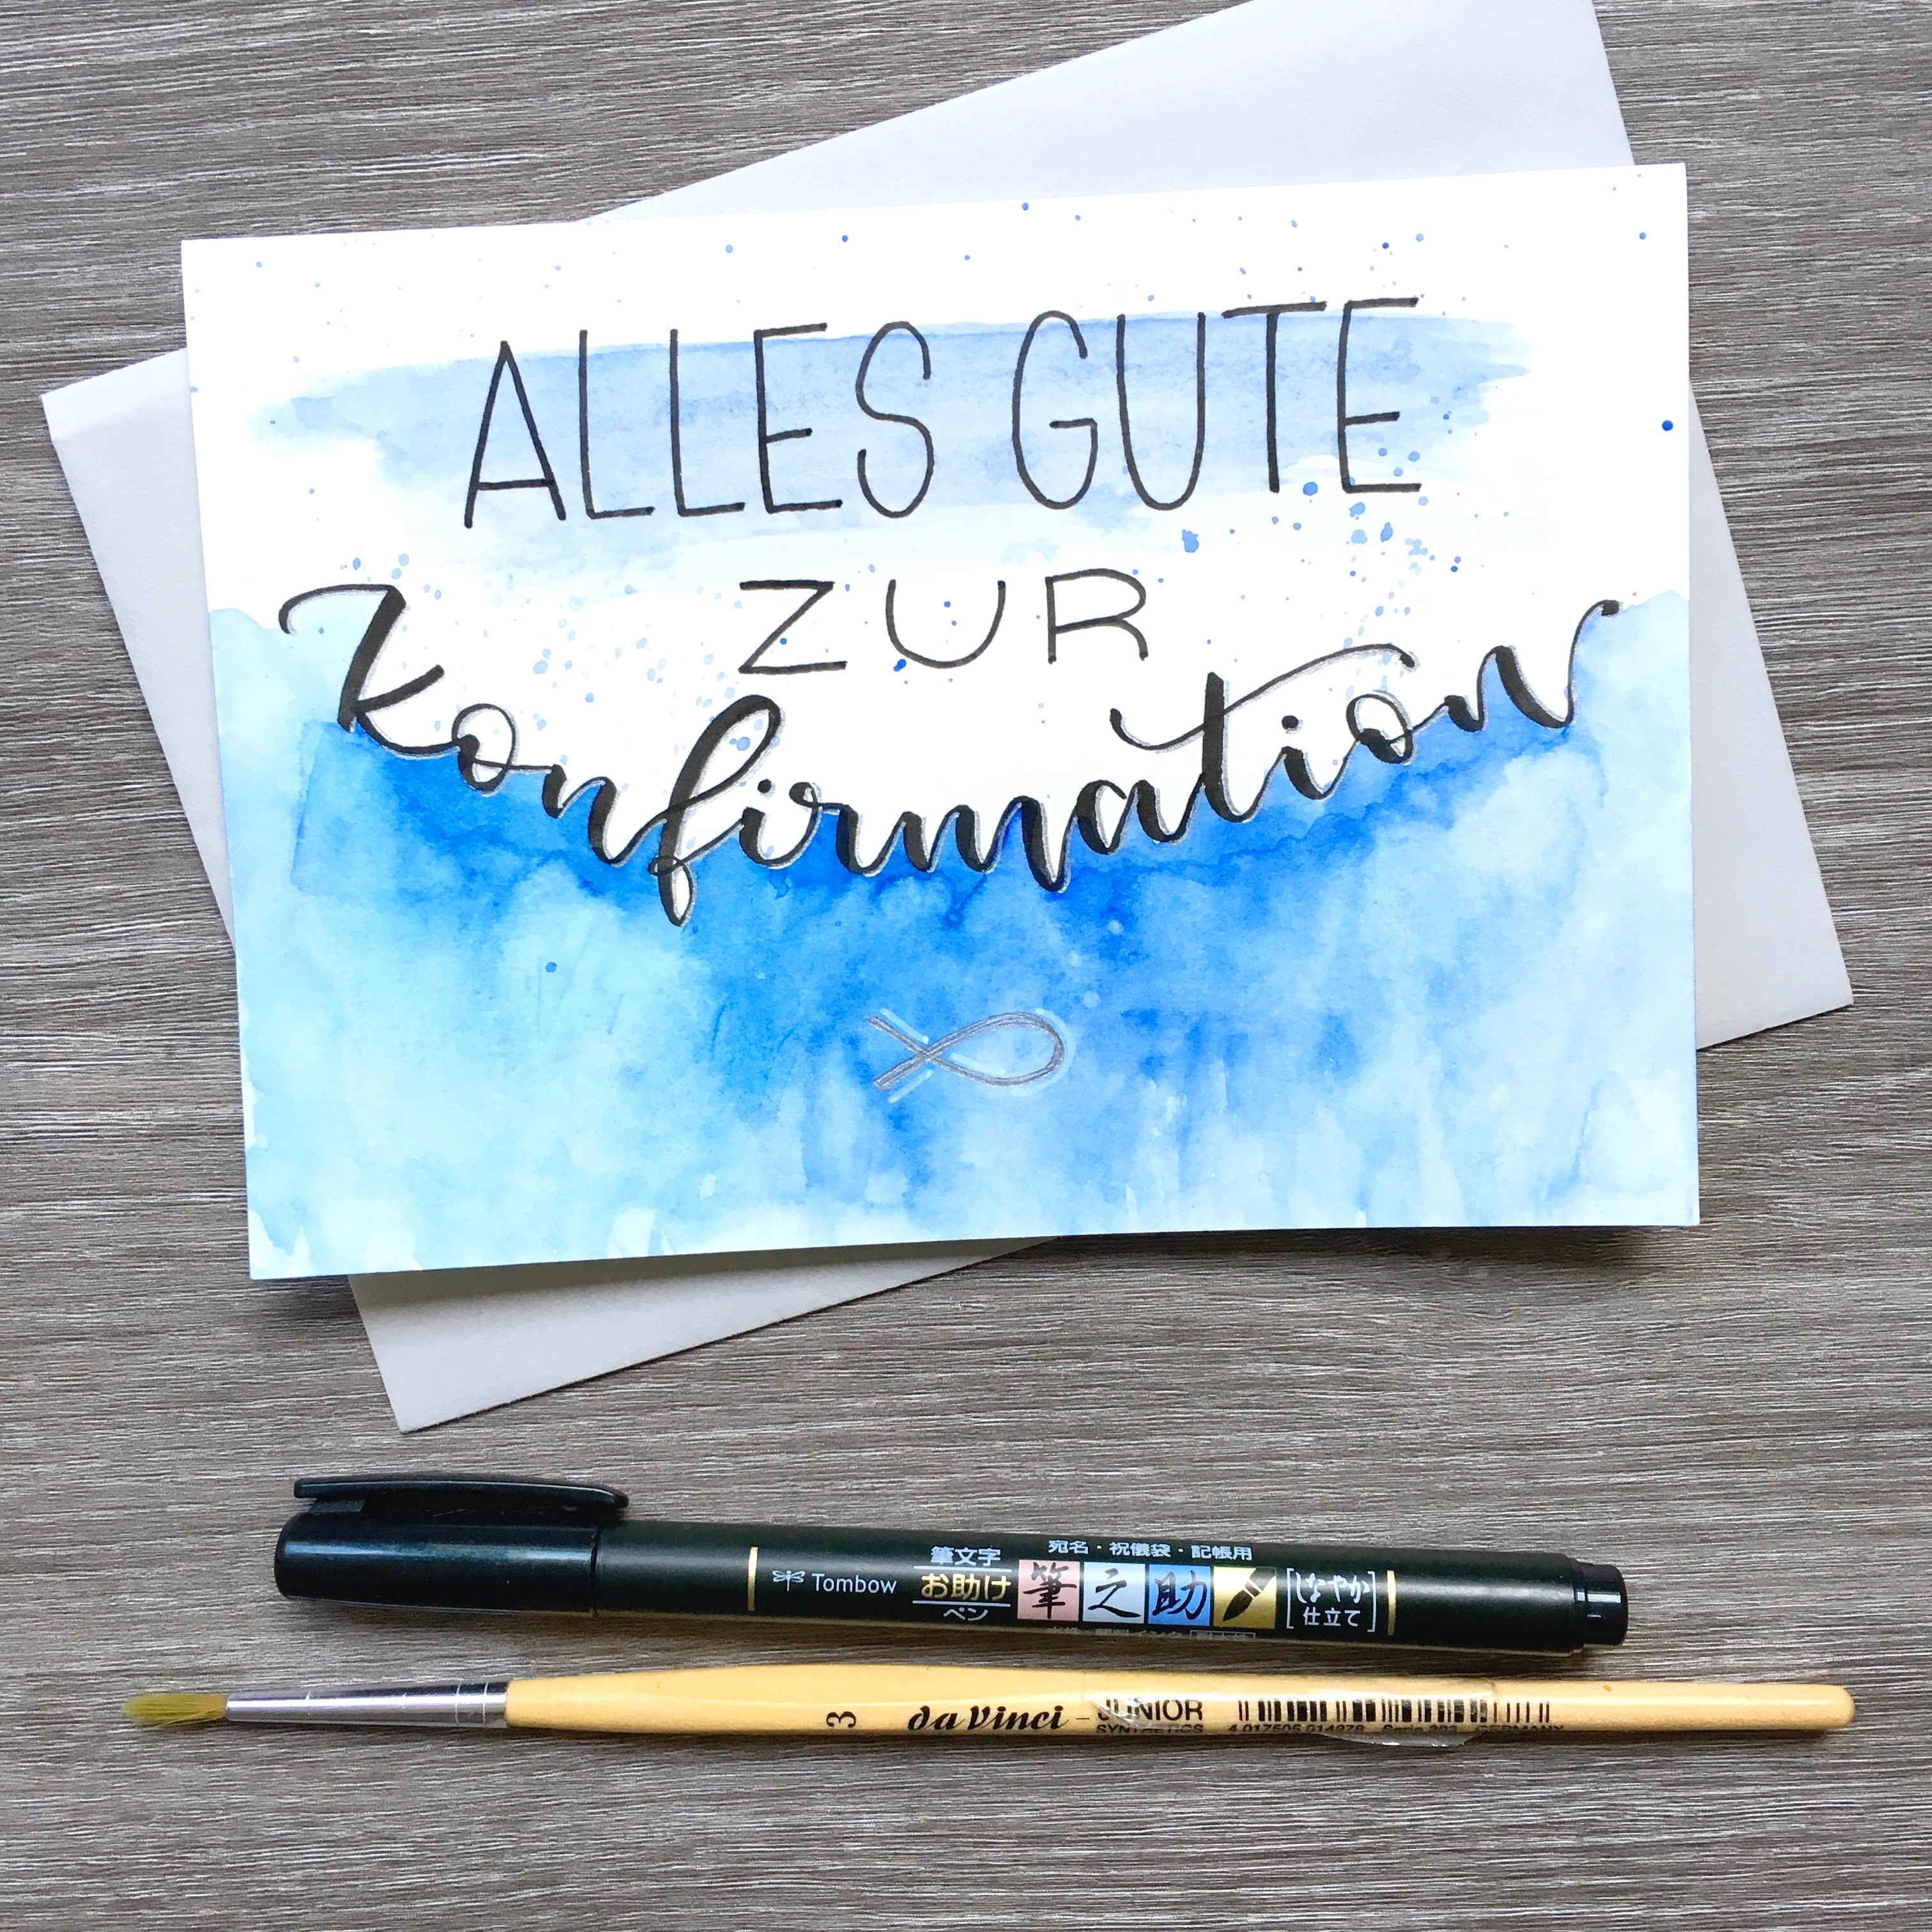 ALLES GUTE
ZUR
Konfirmation
宛名・祝儀袋・記帳用
Tombow
筆文字
お助け
ペン
筆之助
[しなやか
仕立て]
3 da Vinci – JUNIOR
SYNTHETICS 4 017505 014278 Serie 303 GERMANY